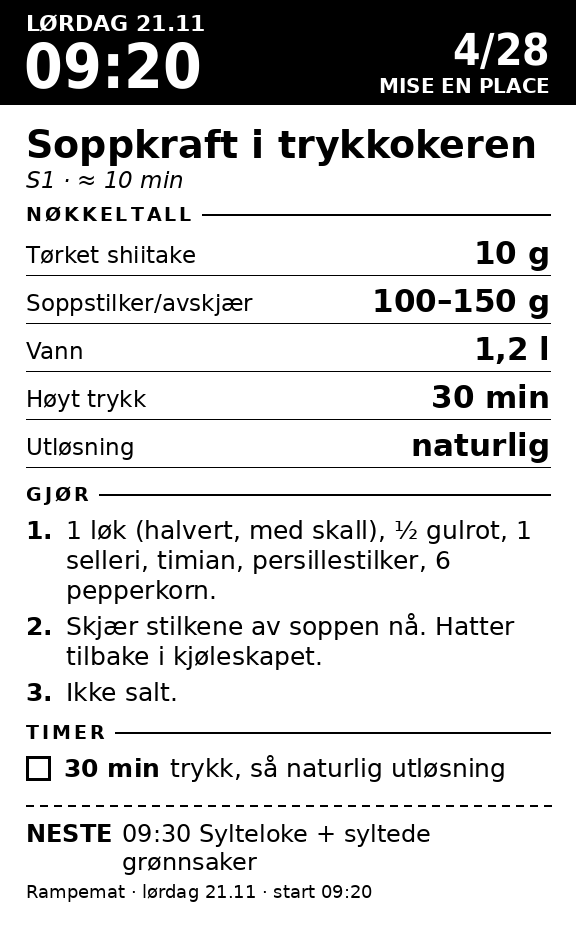 LØRDAG 21.11
09:20
4/28
MISE EN PLACE
Soppkraft i trykkokeren
S1 · ≈ 10 min
NØKKELTALL
Tørket shiitake 10 g
Soppstilker/avskjær 100–150 g
Vann 1,2 l
Høyt trykk 30 min
Utløsning naturlig
GJØR
1. 1 løk (halvert, med skall), ½ gulrot, 1
selleri, timian, persillestilker, 6
pepperkorn.
2. Skjær stilkene av soppen nå. Hatter
tilbake i kjøleskapet.
3. Ikke salt.
TIMER
30 min trykk, så naturlig utløsning
NESTE 09:30 Sylteloke + syltede
grønnsaker
Rampemat · lørdag 21.11 · start 09:20